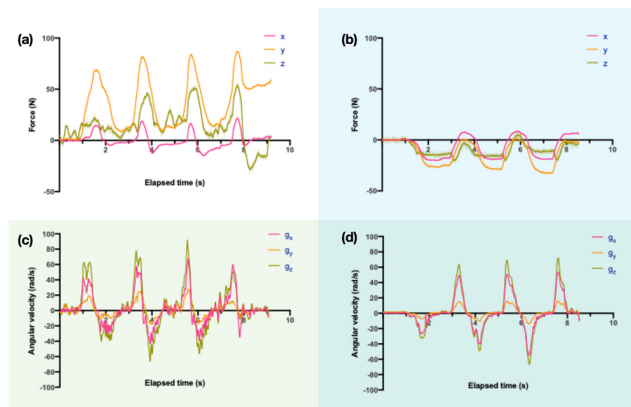 (a)
x
y
z
100
50
0
-50
2
4
6
8
10
Force (N)
Elapsed time (s)
(b)
x
y
z
100
50
0
-50
2
4
6
8
10
Force (N)
Elapsed time (s)
(c)
gx
gy
gz
100
80
60
40
20
0
-20
-40
-60
-80
-100
2
4
6
8
10
Angular velocity (rad/s)
Elapsed time (s)
(d)
gx
gy
gz
100
80
60
40
20
0
-20
-40
-60
-80
-100
2
4
6
8
10
Angular velocity (rad/s)
Elapsed time (s)